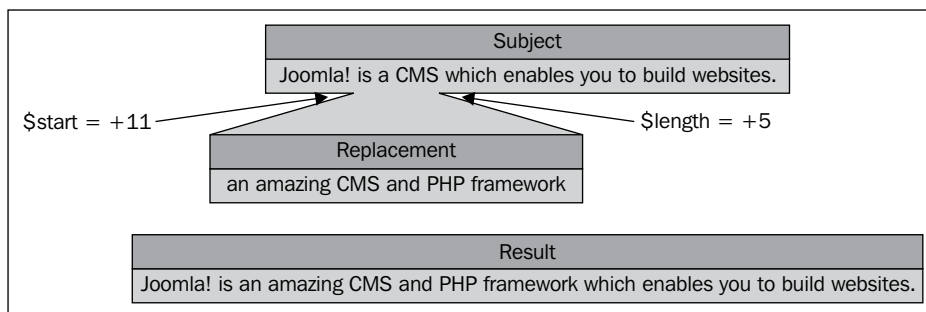 Subject
Joomla! is a CMS which enables you to build websites.
$start = +11
$length = +5
Replacement
an amazing CMS and PHP framework
Result
Joomla! is an amazing CMS and PHP framework which enables you to build websites.